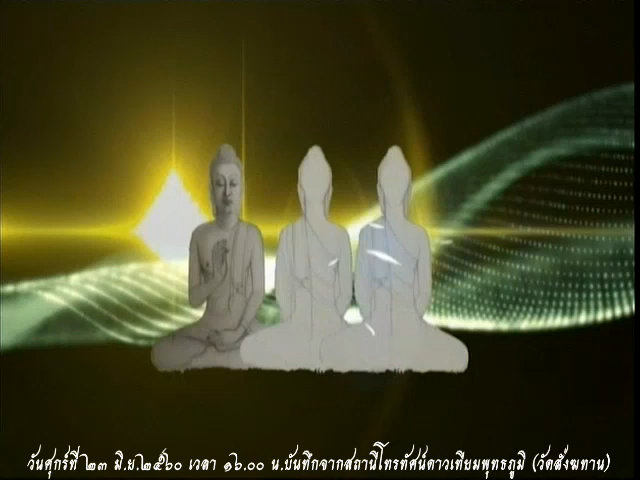 วันศุกร์ที่ ๒๓ มิ.ย.๒๕๖๐ เวลา ๑๖.๐๐ น.บันทึกจากสถานีโทรทัศน์ดาวเทียมพุทธภูมิ (วัดสังฆทาน)